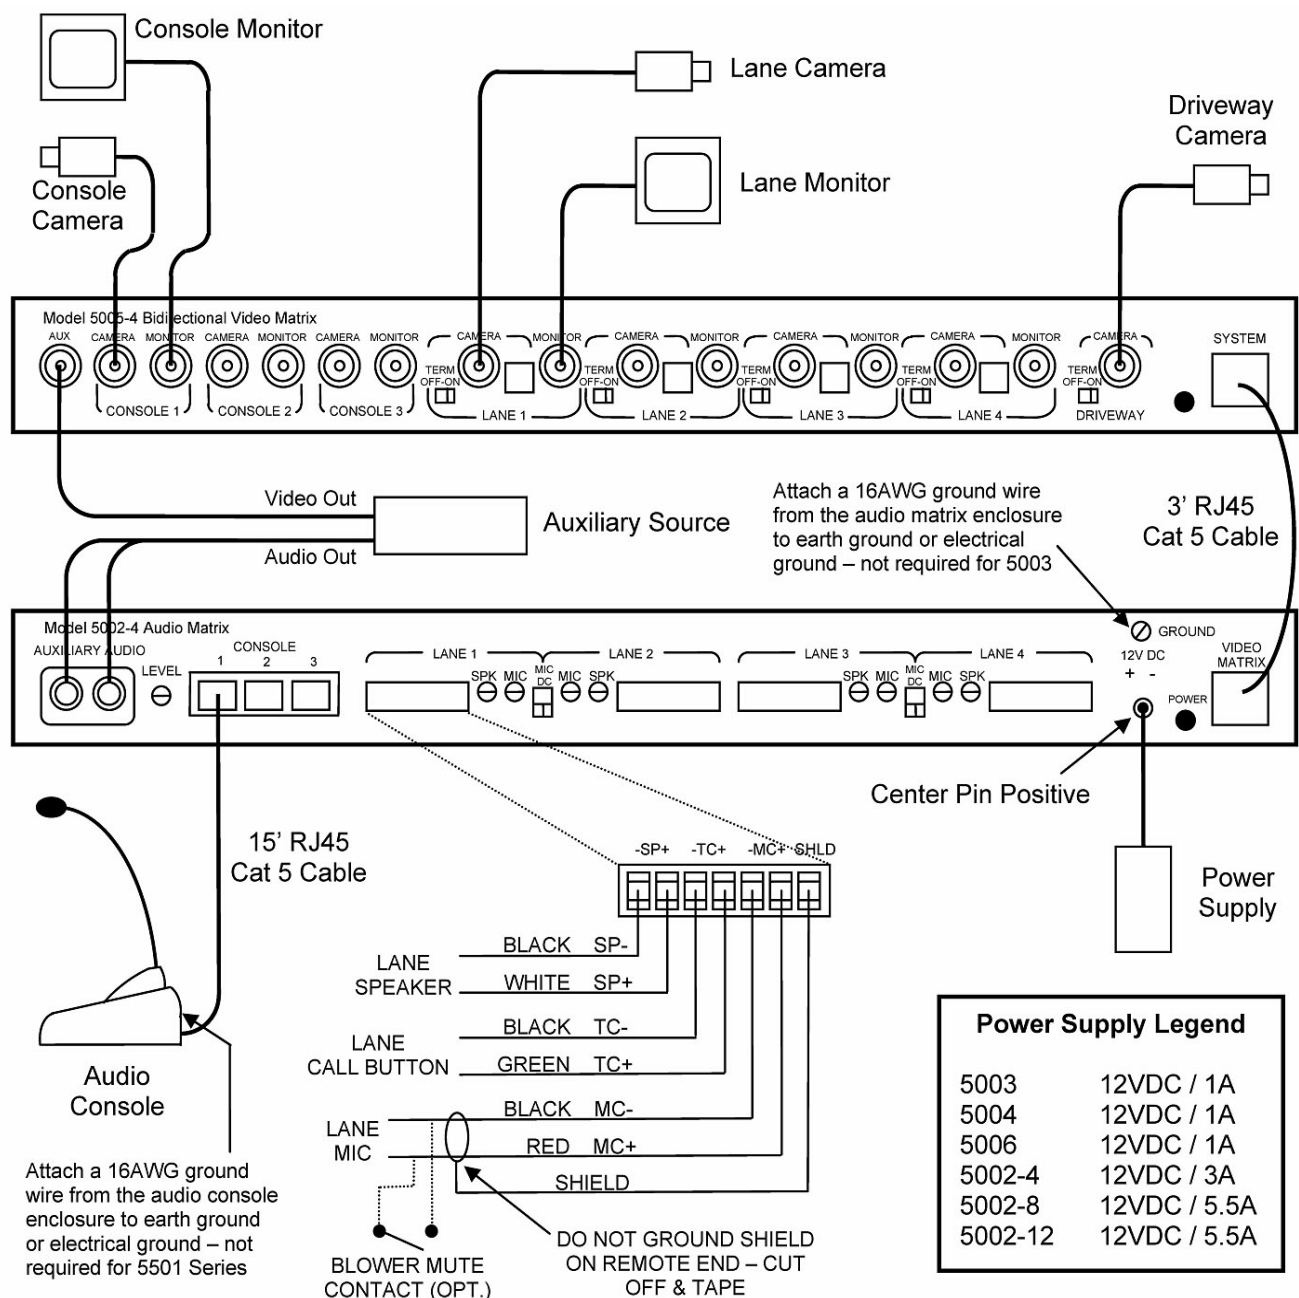 Console Monitor
Lane Camera
Driveway
Camera
Console
Camera
Lane Monitor
Model 5005-4 Bidirectional Video Matrix
AUX
CAMERA
MONITOR
CAMERA
MONITOR
CAMERA
MONITOR
CAMERA
MONITOR
CAMERA
MONITOR
CAMERA
MONITOR
CAMERA
MONITOR
CAMERA
SYSTEM
TERM
OFF-ON
TERM
OFF-ON
TERM
OFF-ON
TERM
OFF-ON
TERM
OFF-ON
CONSOLE 1
CONSOLE 2
CONSOLE 3
LANE 1
LANE 2
LANE 3
LANE 4
DRIVEWAY
Video Out
Audio Out
Auxiliary Source
Attach a 16AWG ground wire
from the audio matrix enclosure
to earth ground or electrical
ground – not required for 5003
3’ RJ45
Cat 5 Cable
Model 5002-4 Audio Matrix
AUXILIARY AUDIO
LEVEL
CONSOLE
1 2 3
LANE 1
LANE 2
SPK MIC
MIC
DC
MIC SPK
LANE 3
LANE 4
SPK MIC
MIC
DC
MIC SPK
GROUND
12V DC
+ -
POWER
VIDEO
MATRIX
Center Pin Positive
Power
Supply
15’ RJ45
Cat 5 Cable
-SP+ -TC+ -MC+ SHLD
LANE
SPEAKER
BLACK SP-
WHITE SP+
LANE
CALL BUTTON
BLACK TC-
GREEN TC+
LANE
MIC
BLACK MC-
RED MC+
SHIELD
Audio
Console
Attach a 16AWG ground
wire from the audio console
enclosure to earth ground
or electrical ground – not
required for 5501 Series
BLOWER MUTE
CONTACT (OPT.)
DO NOT GROUND SHIELD
ON REMOTE END – CUT
OFF & TAPE
Power Supply Legend
5003 12VDC / 1A
5004 12VDC / 1A
5006 12VDC / 1A
5002-4 12VDC / 3A
5002-8 12VDC / 5.5A
5002-12 12VDC / 5.5A